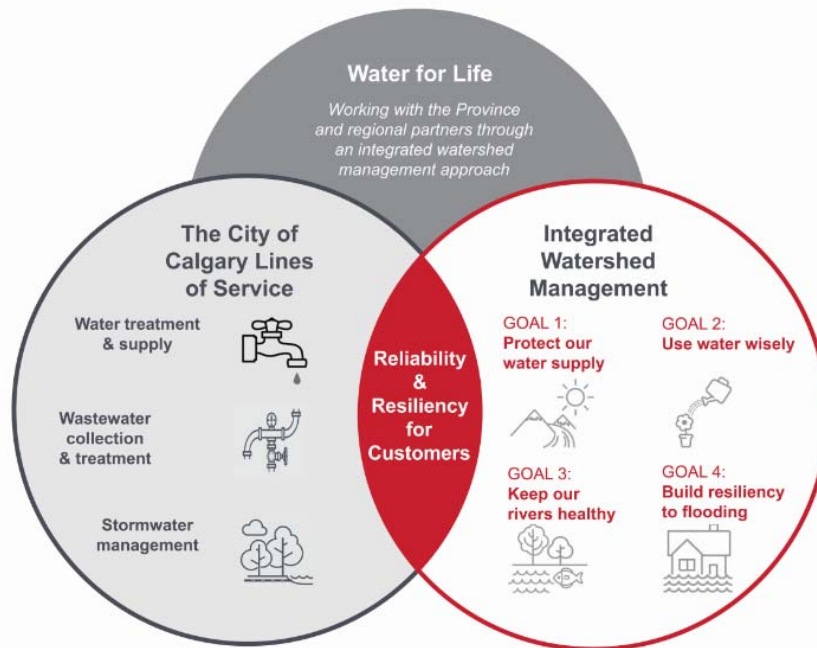 Water for Life
Working with the Province
and regional partners through
an integrated watershed
management approach
The City of
Calgary Lines
of Service
Water treatment
& supply
Wastewater
collection
& treatment
Stormwater
management
Reliability
&
Resiliency
for
Customers
Integrated
Watershed
Management
GOAL 1:
Protect our
water supply
GOAL 2:
Use water wisely
GOAL 3:
Keep our
rivers healthy
GOAL 4:
Build resiliency
to flooding